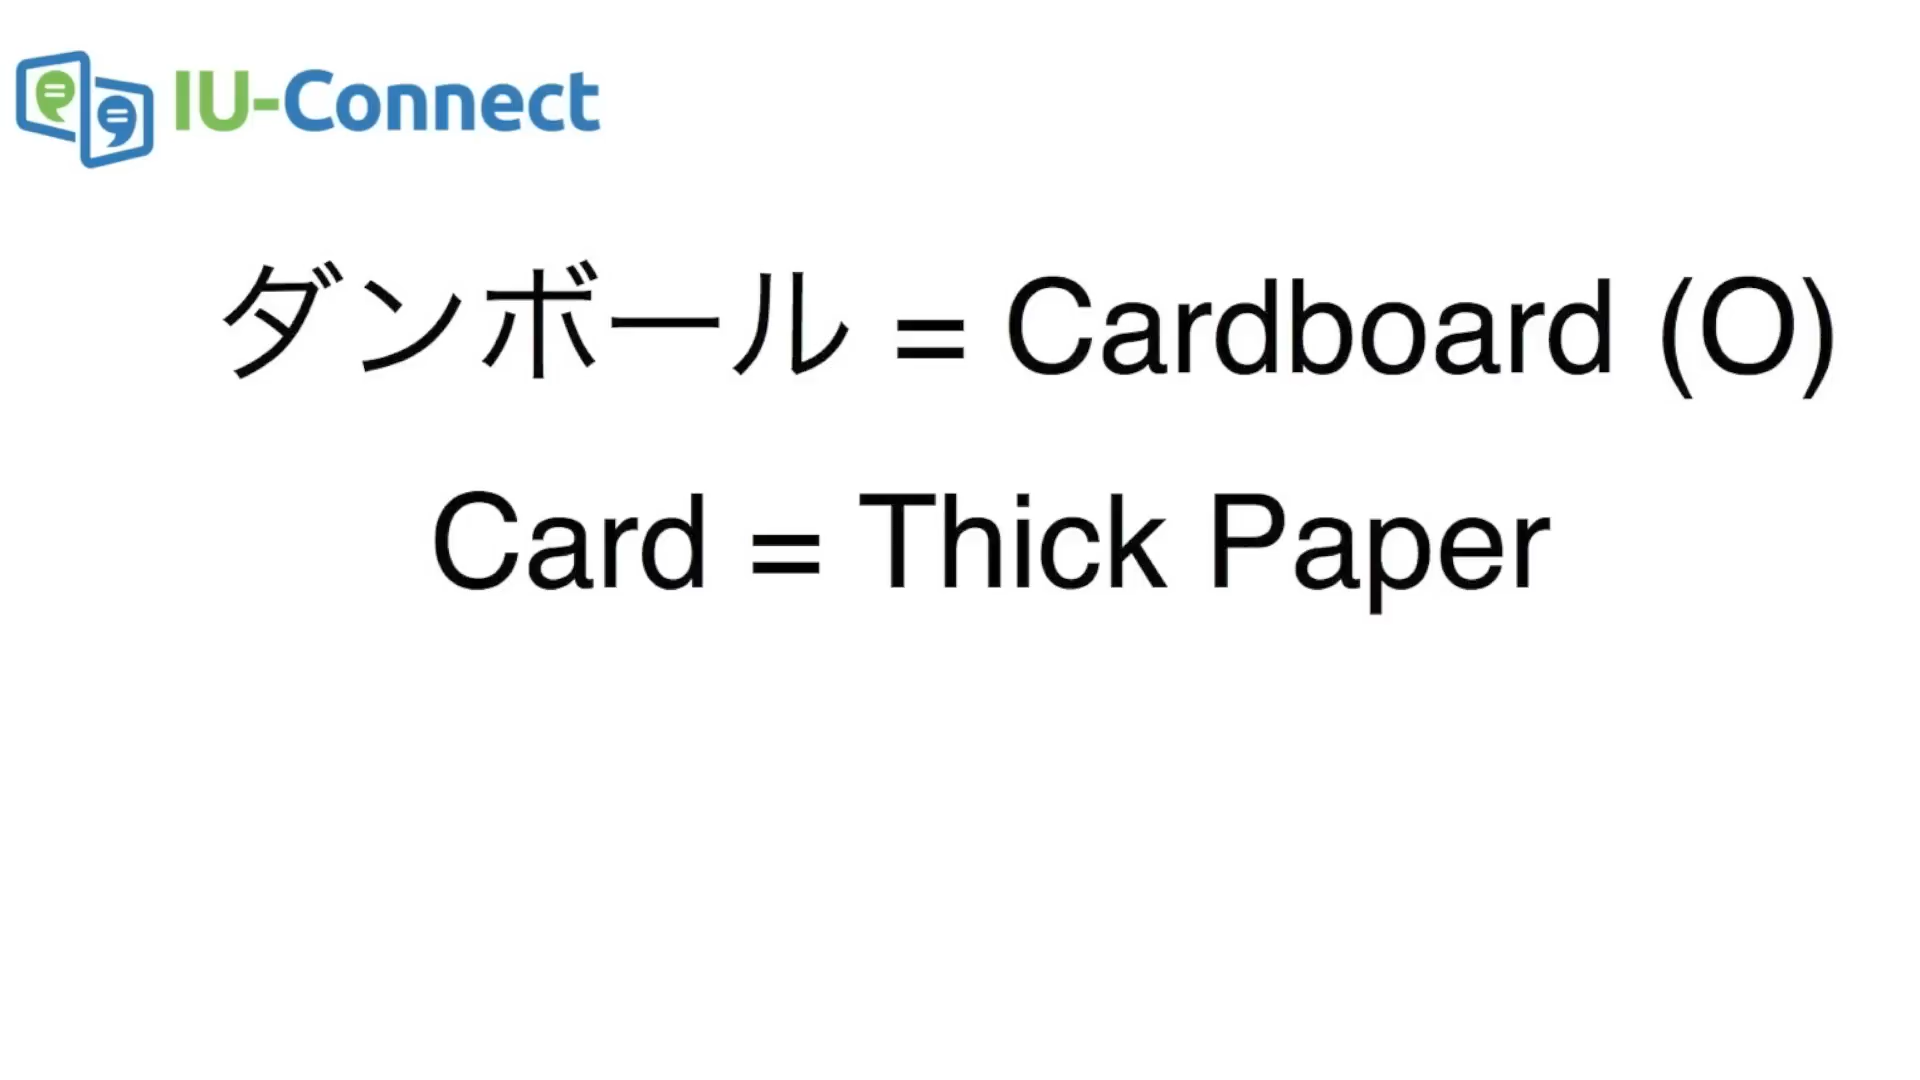 IU-Connect
ダンボール = Cardboard (O)
Card = Thick Paper